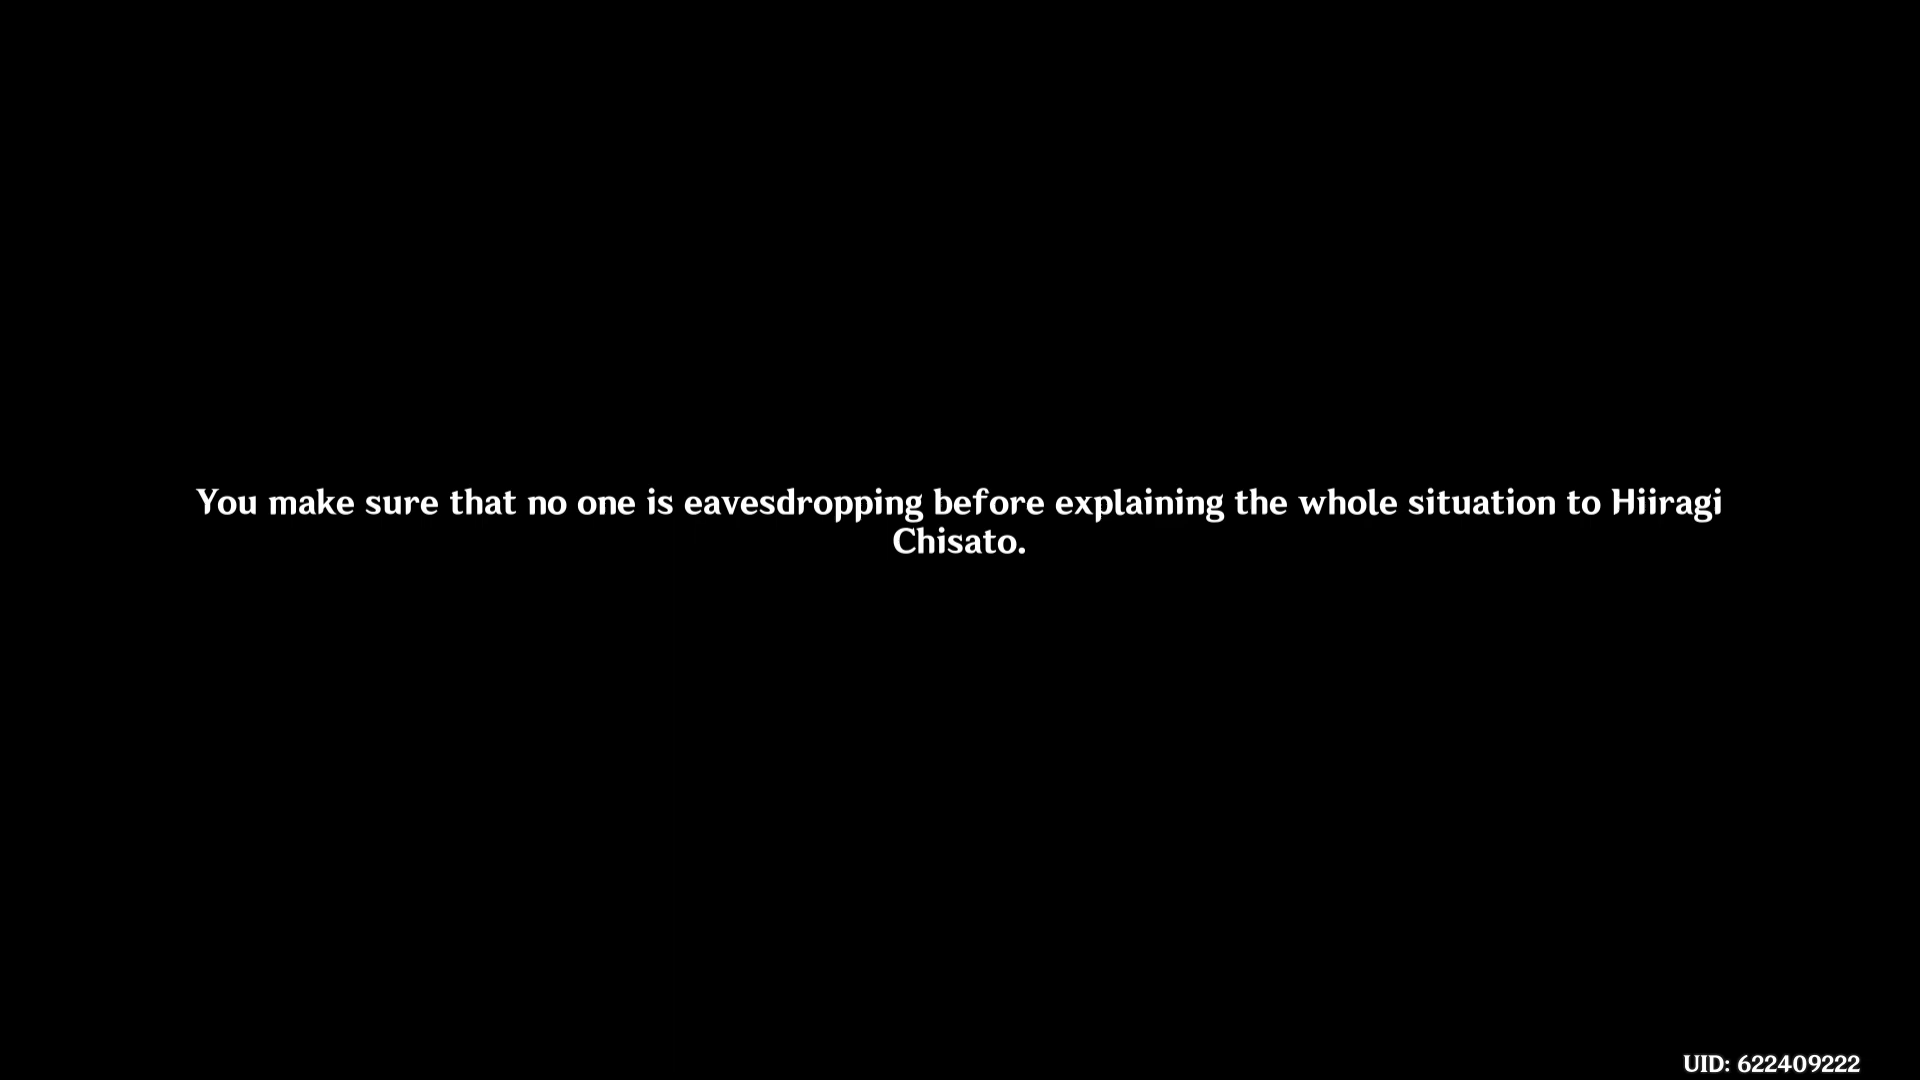 You make sure that no one is eavesdropping before explaining the whole situation to Hiiragi
Chisato.
UID: 622409222